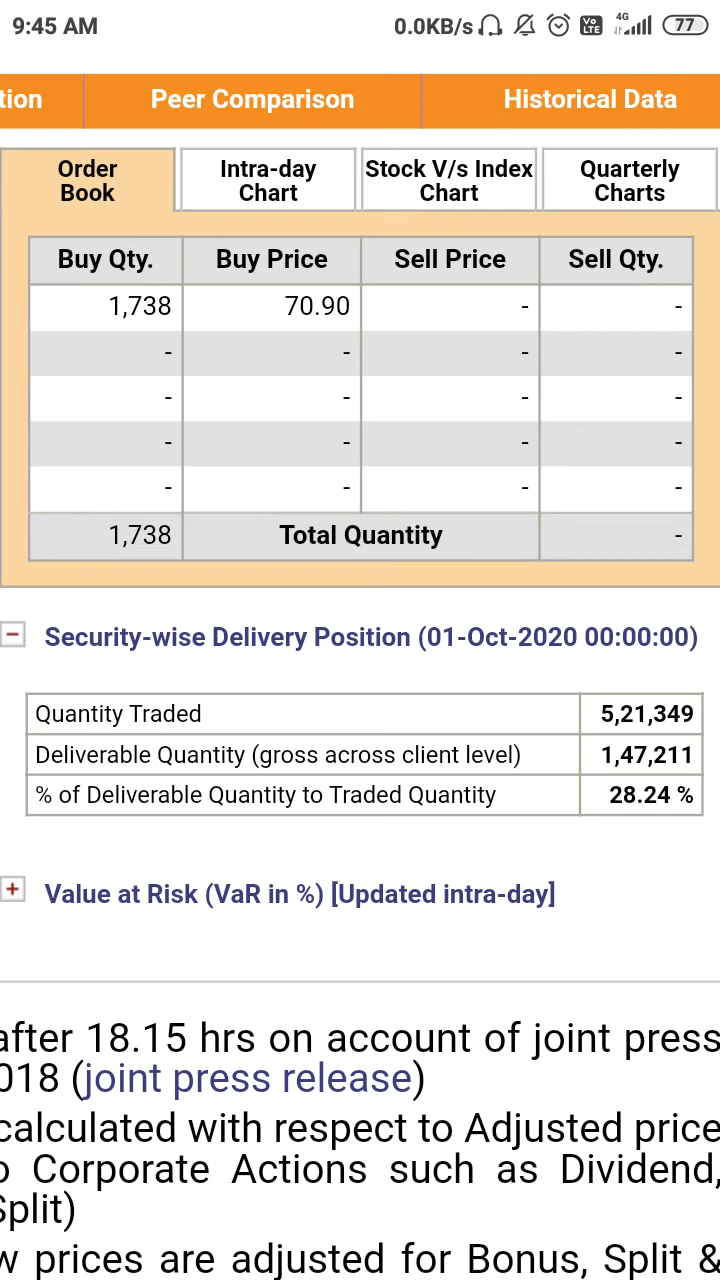 9:45 AM 0.0KB/s 4G Vo LTE 77
tion Peer Comparison Historical Data
Order Book Intra-day Chart Stock V/s Index Chart Quarterly Charts
Buy Qty. Buy Price Sell Price Sell Qty.
1,738 70.90 - -
- - - -
- - - -
- - - -
- - - -
1,738 Total Quantity -
− Security-wise Delivery Position (01-Oct-2020 00:00:00)
Quantity Traded 5,21,349
Deliverable Quantity (gross across client level) 1,47,211
% of Deliverable Quantity to Traded Quantity 28.24 %
+ Value at Risk (VaR in %) [Updated intra-day]
after 18.15 hrs on account of joint press
018 (joint press release)
calculated with respect to Adjusted price
o Corporate Actions such as Dividend,
Split)
w prices are adjusted for Bonus, Split &